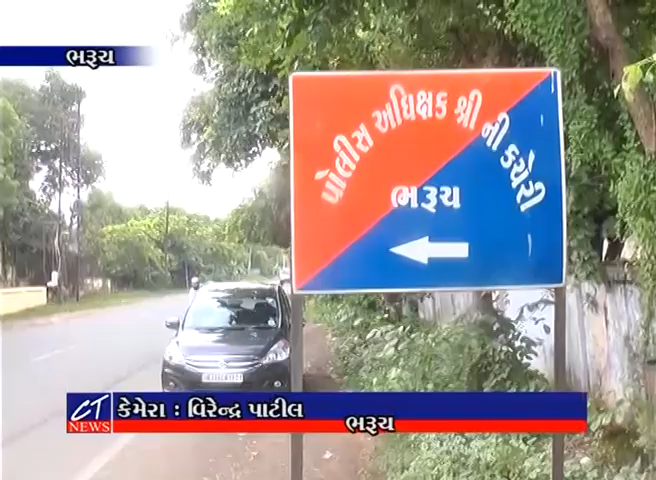 ભરૂચ
પોલીસ અધિક્ષક શ્રી ની કચેરી
ભરૂચ
CT
NEWS
કેમેરા : વિરેન્દ્ર પાટીલ
ભરૂચ